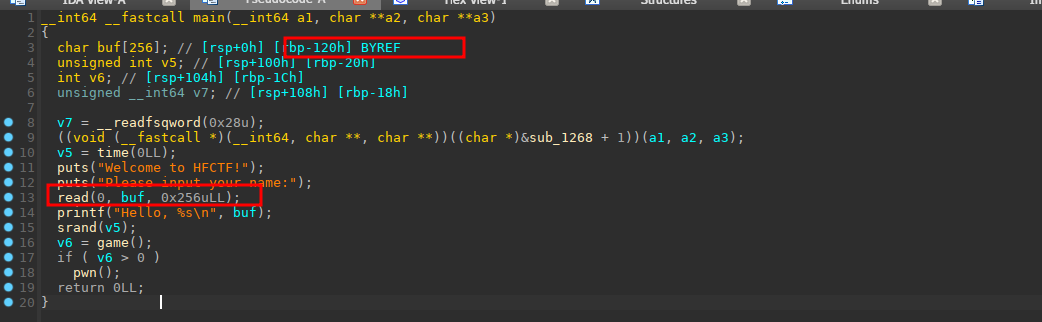 IDA View-A Pseudocode-A Hex View-1 Structures Enums
1 __int64 __fastcall main(__int64 a1, char **a2, char **a3)
2 {
3 char buf[256]; // [rsp+0h] [rbp-120h] BYREF
4 unsigned int v5; // [rsp+100h] [rbp-20h]
5 int v6; // [rsp+104h] [rbp-1Ch]
6 unsigned __int64 v7; // [rsp+108h] [rbp-18h]
7
8 v7 = __readfsqword(0x28u);
9 ((void (__fastcall *)(__int64, char **, char **))((char *)&sub_1268 + 1))(a1, a2, a3);
10 v5 = time(0LL);
11 puts("Welcome to HFCTF!");
12 puts("Please input your name:");
13 read(0, buf, 0x256uLL);
14 printf("Hello, %s\n", buf);
15 srand(v5);
16 v6 = game();
17 if ( v6 > 0 )
18 pwn();
19 return 0LL;
20 }